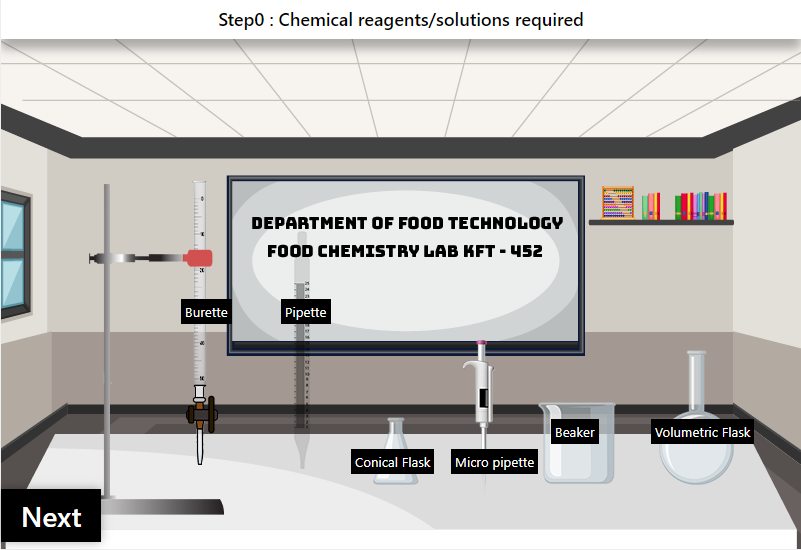 Step0 : Chemical reagents/solutions required
DEPARTMENT OF FOOD TECHNOLOGY
FOOD CHEMISTRY LAB KFT - 452
Burette
Pipette
Beaker
Volumetric Flask
Conical Flask
Micro pipette
Next